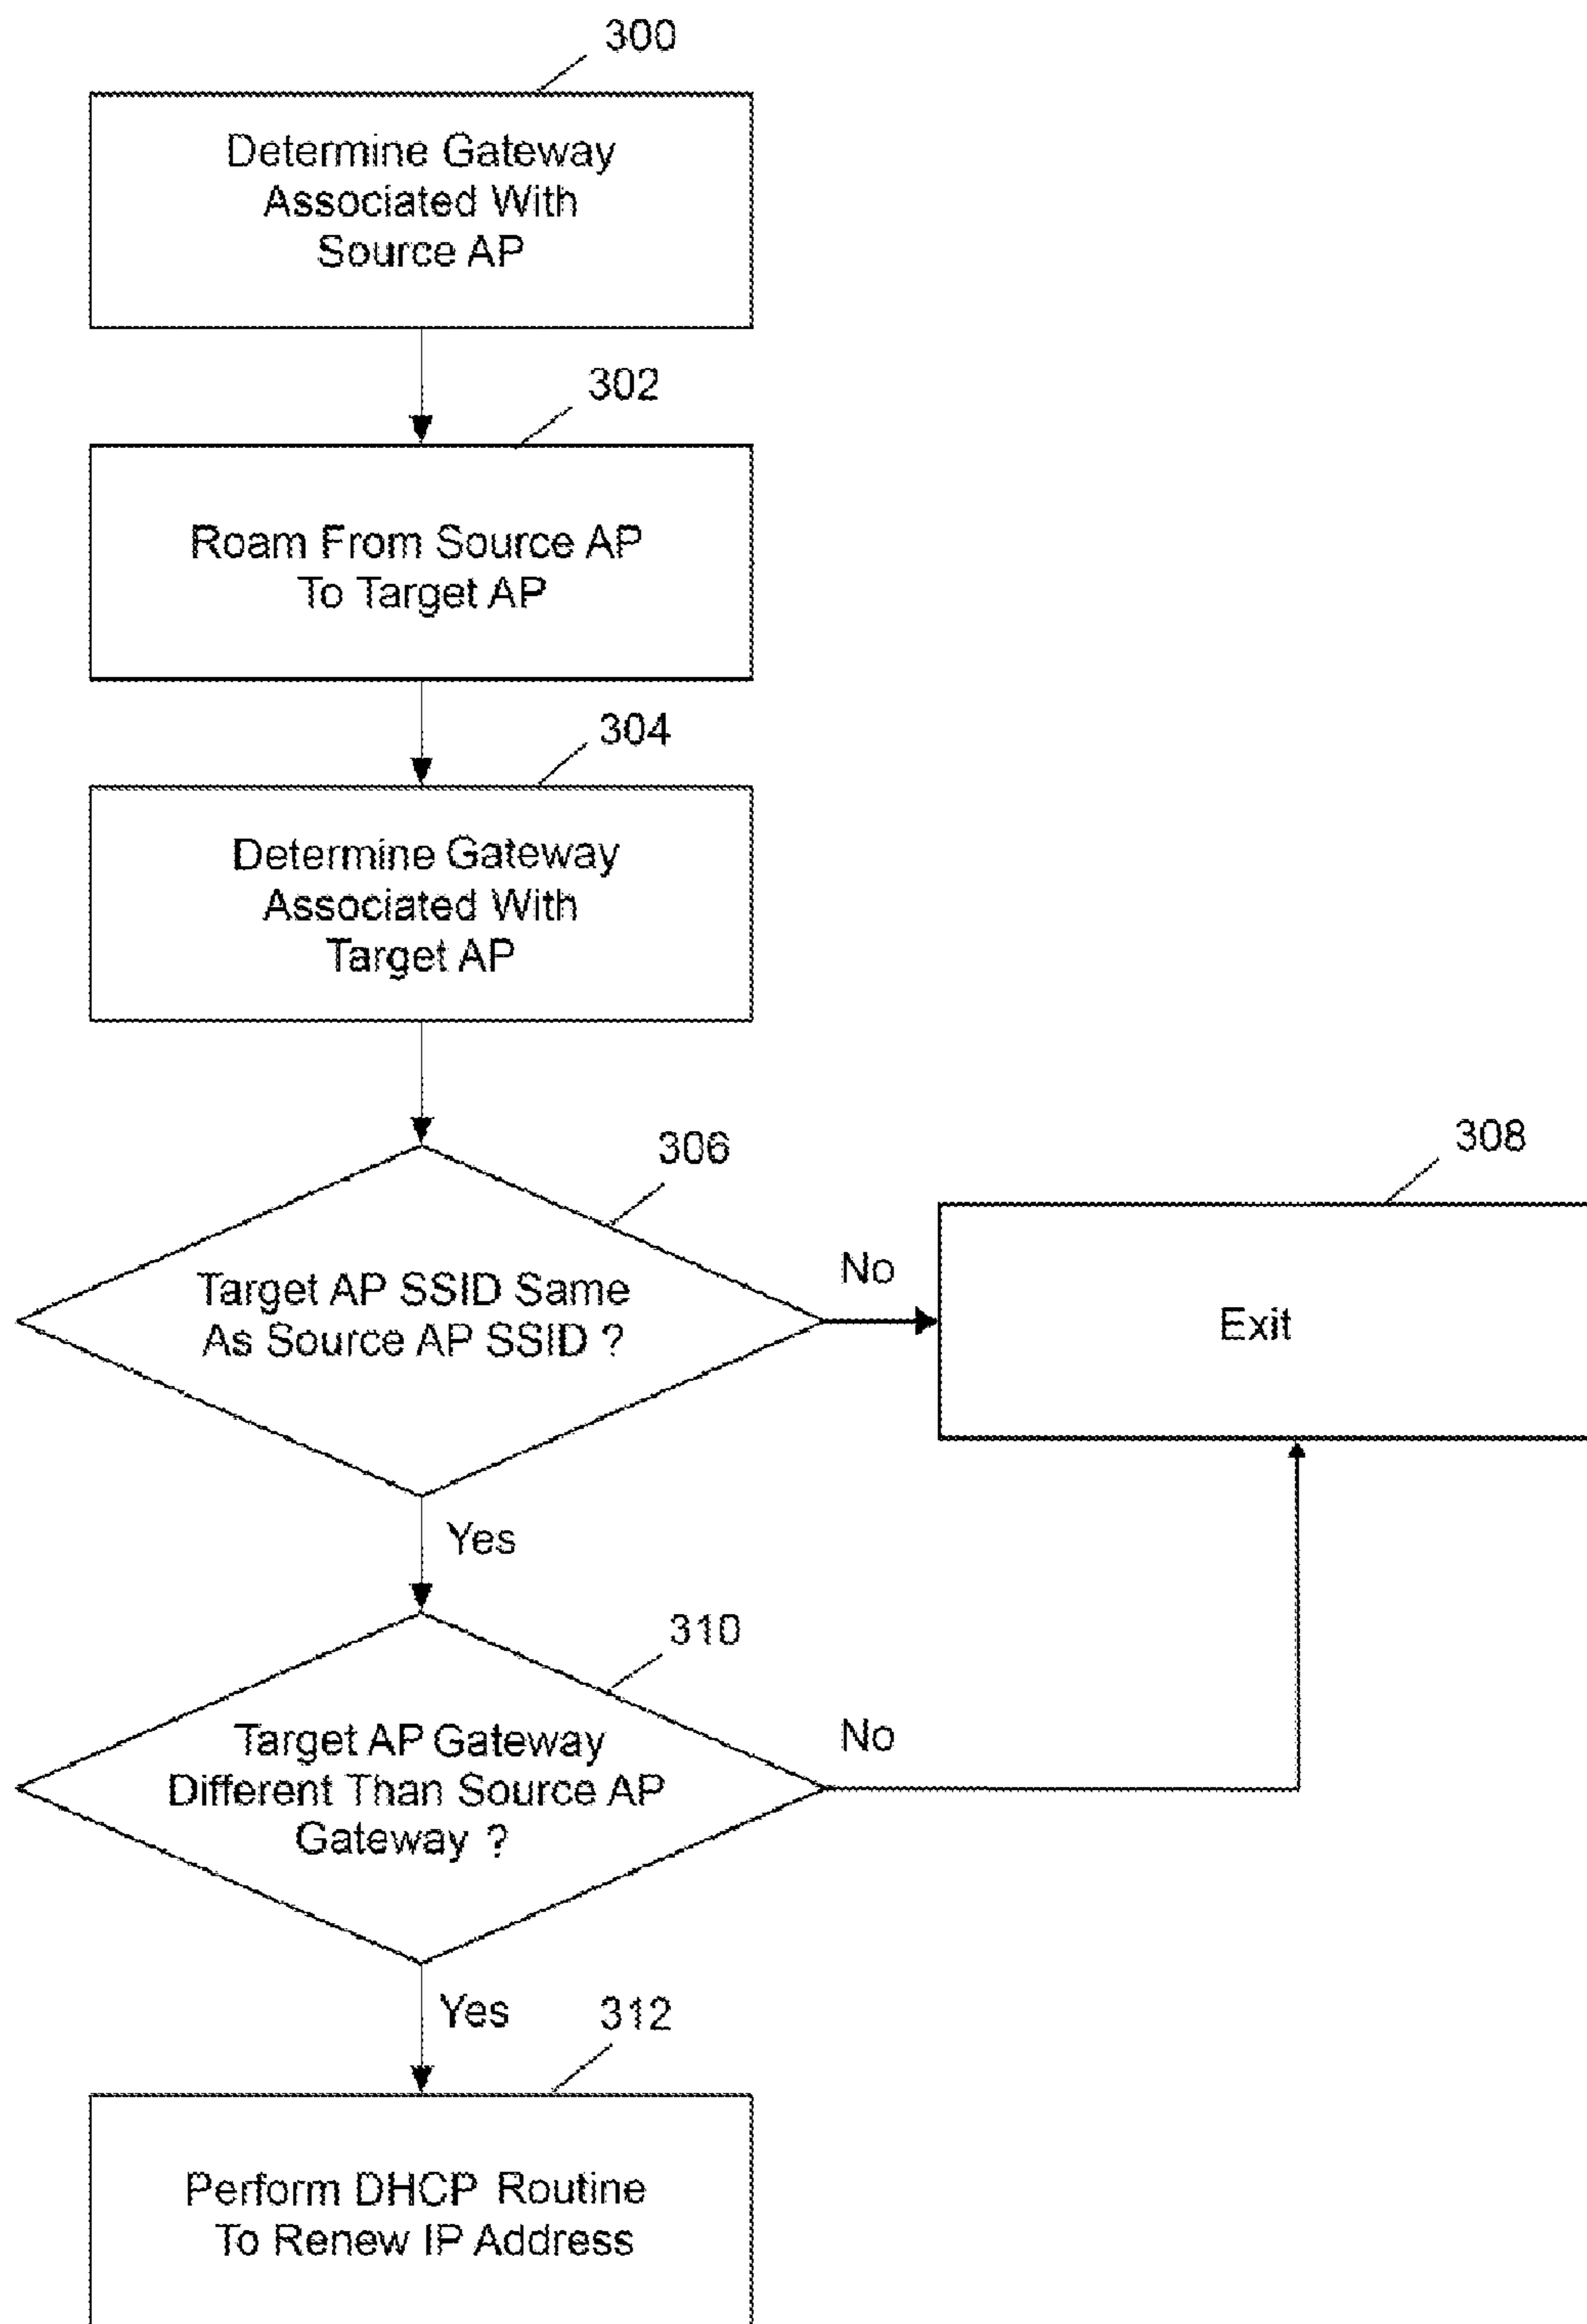 300
Determine Gateway
Associated With
Source AP
302
Roam From Source AP
To Target AP
304
Determine Gateway
Associated With
Target AP
306
Target AP SSID Same
As Source AP SSID ?
No
308
Exit
Yes
310
Target AP Gateway
Different Than Source AP
Gateway ?
No
Yes
312
Perform DHCP Routine
To Renew IP Address